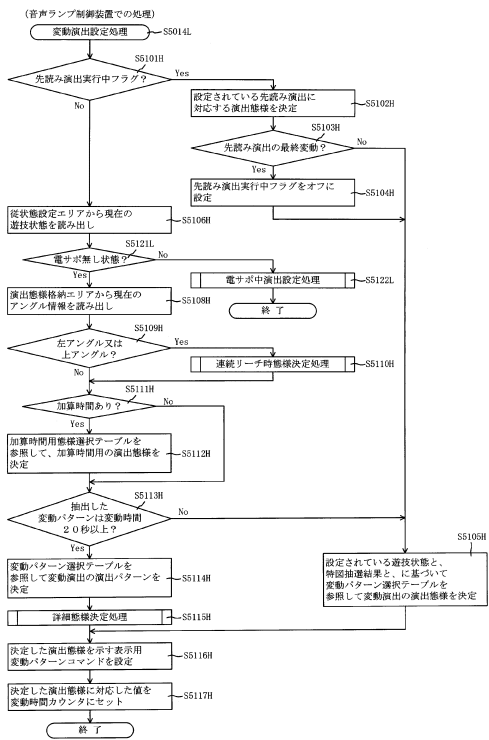 (音声ランプ制御装置での処理)
変動演出設定処理
S5014L
S5101H
先読み演出実行中フラグ？
Yes
No
設定されている先読み演出に
対応する演出態様を決定
S5102H
S5103H
先読み演出の最終変動？
No
Yes
先読み演出実行中フラグをオフに
設定
S5104H
従状態設定エリアから現在の
遊技状態を読み出し
S5106H
S5121L
電サポ無し状態？
No
Yes
電サポ中演出設定処理
S5122L
終 了
演出態様格納エリアから現在の
アングル情報を読み出し
S5108H
S5109H
左アングル又は
上アングル？
Yes
No
連続リーチ時態様決定処理
S5110H
S5111H
加算時間あり？
No
Yes
加算時間用態様選択テーブルを
参照して、加算時間用の演出態様を
決定
S5112H
S5113H
抽出した
変動パターンは変動時間
２０秒以上？
No
Yes
S5105H
設定されている遊技状態と、
特図抽選結果と、に基づいて
変動パターン選択テーブルを
参照して変動演出の演出態様を決定
変動パターン選択テーブルを
参照して変動演出の演出パターンを
決定
S5114H
詳細態様決定処理
S5115H
決定した演出態様を示す表示用
変動パターンコマンドを設定
S5116H
決定した演出態様に対応した値を
変動時間カウンタにセット
S5117H
終 了